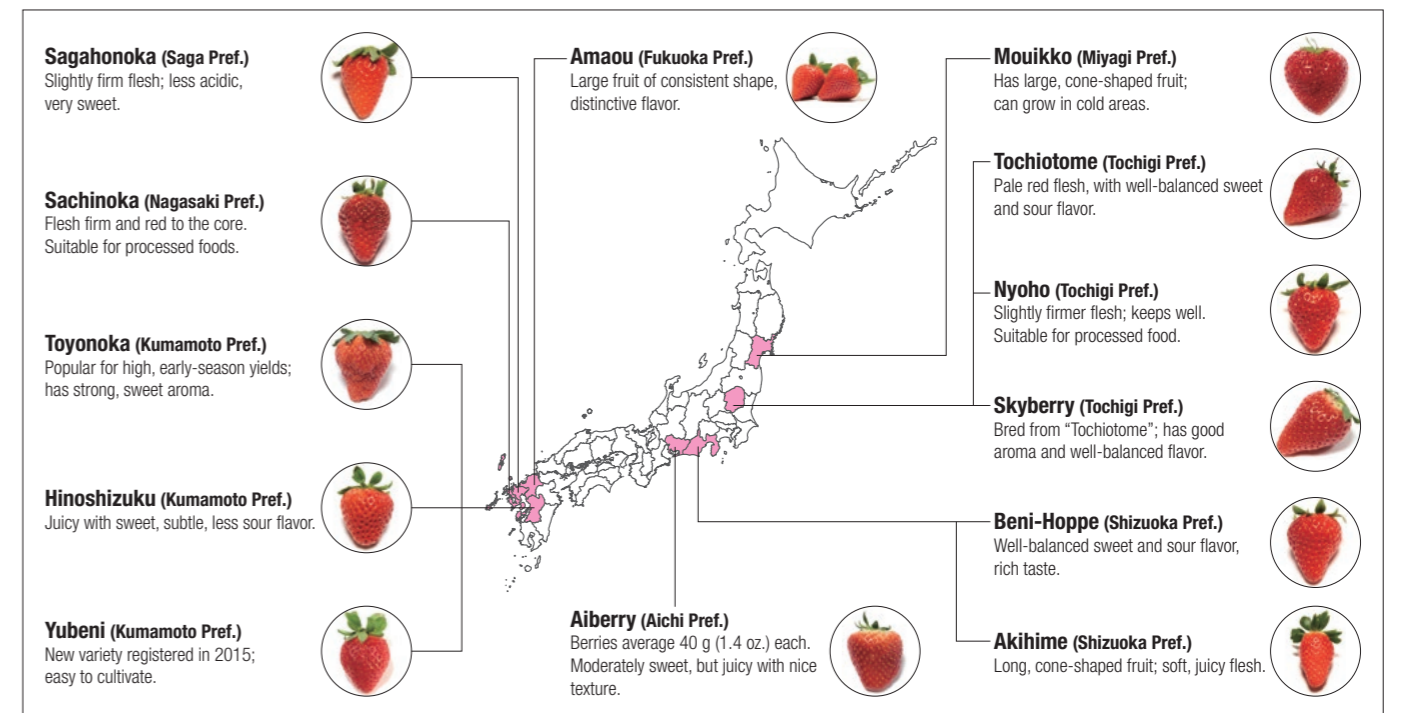 Sagahonoka (Saga Pref.)
Slightly firm flesh; less acidic,
very sweet.
Sachinoka (Nagasaki Pref.)
Flesh firm and red to the core.
Suitable for processed foods.
Toyonoka (Kumamoto Pref.)
Popular for high, early-season yields;
has strong, sweet aroma.
Hinoshizuku (Kumamoto Pref.)
Juicy with sweet, subtle, less sour flavor.
Yubeni (Kumamoto Pref.)
New variety registered in 2015;
easy to cultivate.
Amaou (Fukuoka Pref.)
Large fruit of consistent shape,
distinctive flavor.
Aiberry (Aichi Pref.)
Berries average 40 g (1.4 oz.) each.
Moderately sweet, but juicy with nice
texture.
Mouikko (Miyagi Pref.)
Has large, cone-shaped fruit;
can grow in cold areas.
Tochiotome (Tochigi Pref.)
Pale red flesh, with well-balanced sweet
and sour flavor.
Nyoho (Tochigi Pref.)
Slightly firmer flesh; keeps well.
Suitable for processed food.
Skyberry (Tochigi Pref.)
Bred from “Tochiotome”; has good
aroma and well-balanced flavor.
Beni-Hoppe (Shizuoka Pref.)
Well-balanced sweet and sour flavor,
rich taste.
Akihime (Shizuoka Pref.)
Long, cone-shaped fruit; soft, juicy flesh.